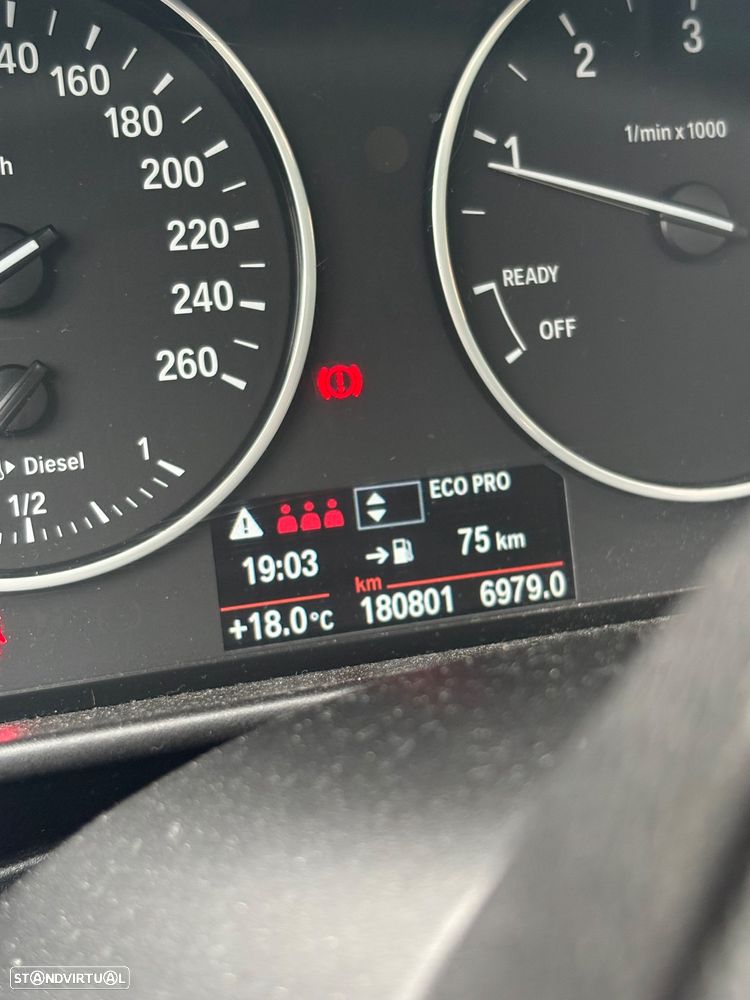 40
160
180
200
220
240
260
h
Diesel
1/2
1
1
2
3
1/min x 1000
READY
OFF
ECO PRO
19:03
75 km
km
+18.0°C
180801
6979.0
STANDVIRTUAL